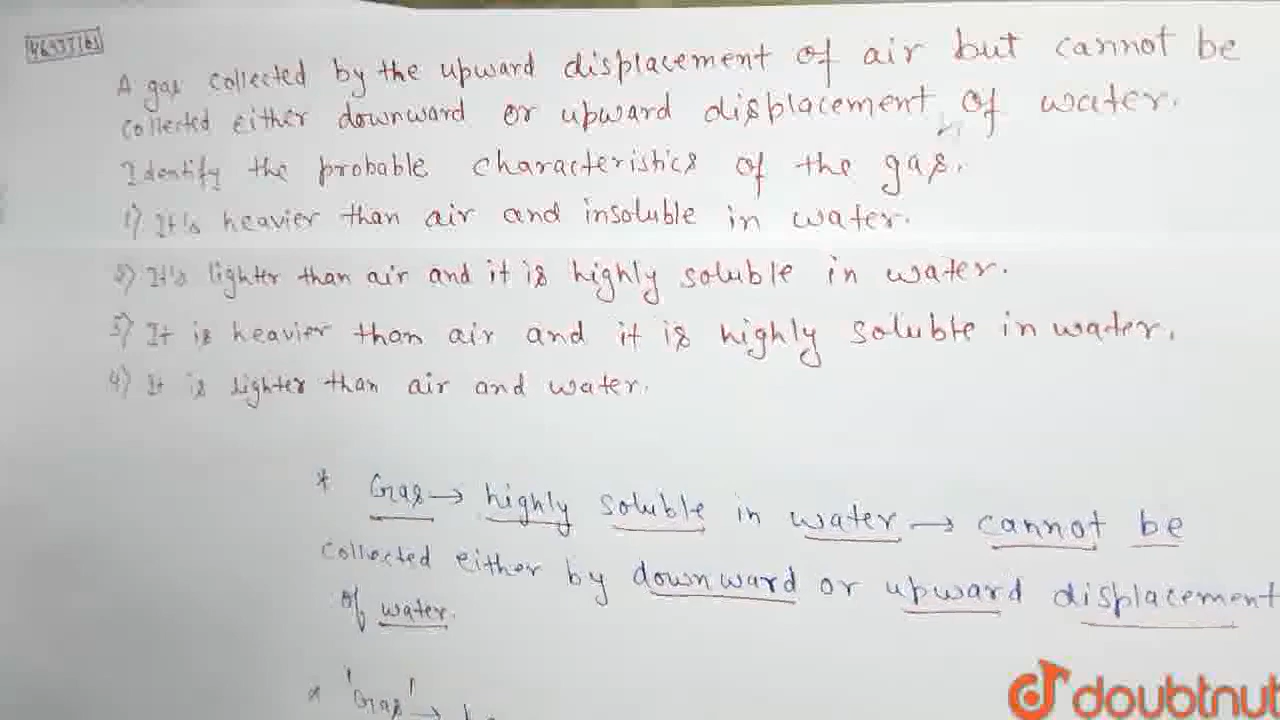 A gas collected by the upward displacement of air but cannot be
collected either downward or upward displacement of water.
Identify the probable characteristics of the gas.
1) It's heavier than air and insoluble in water.
2) It's lighter than air and it is highly soluble in water.
3) It is heavier than air and it is highly soluble in water.
4) It is lighter than air and water.
* Gas → highly soluble in water → cannot be
collected either by downward or upward displacement
of water.
* 'Gas' →
doubtnut